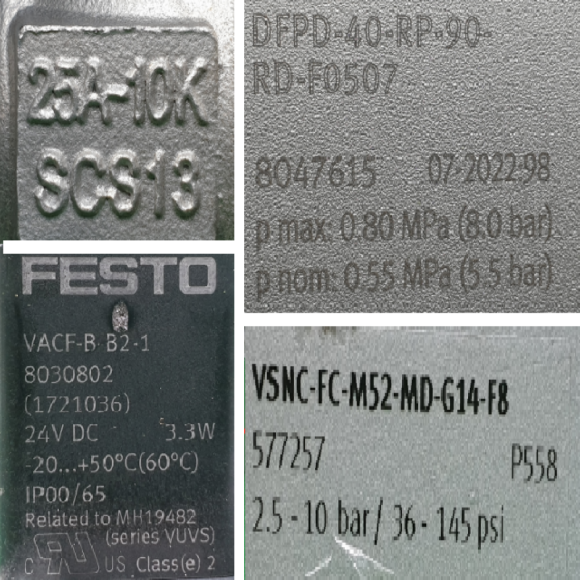 25A-10K
SCS13
DFPD-40-RP-90-
RD-F0507
8047615 07-2022-98
p max: 0.80 MPa (8.0 bar)
p nom: 0.55 MPa (5.5 bar)
FESTO
VACF-B-B2-1
8030802
(1721036)
24V DC 3.3W
-20...+50°C(60°C)
IP00/65
Related to MH19482
(series YUVS)
C RU US Class(e) 2
VSNC-FC-M52-MD-G14-F8
577257 P558
2.5 - 10 bar/ 36 - 145 psi